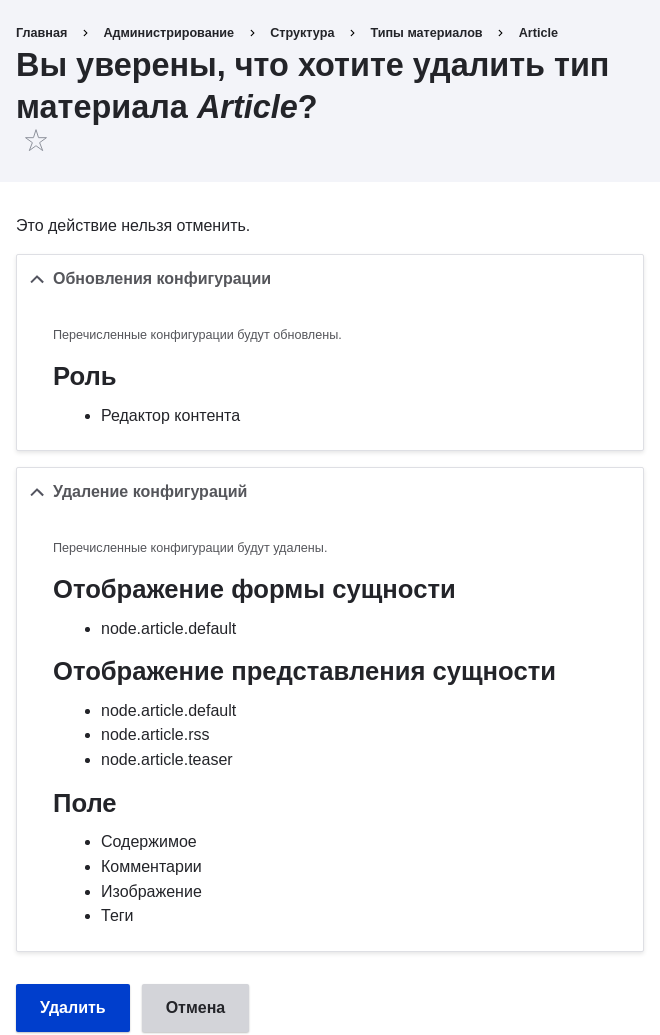 Главная › Администрирование › Структура › Типы материалов › Article
Вы уверены, что хотите удалить тип
материала Article?
Это действие нельзя отменить.
Обновления конфигурации
Перечисленные конфигурации будут обновлены.
Роль
• Редактор контента
Удаление конфигураций
Перечисленные конфигурации будут удалены.
Отображение формы сущности
• node.article.default
Отображение представления сущности
• node.article.default
• node.article.rss
• node.article.teaser
Поле
• Содержимое
• Комментарии
• Изображение
• Теги
Удалить Отмена